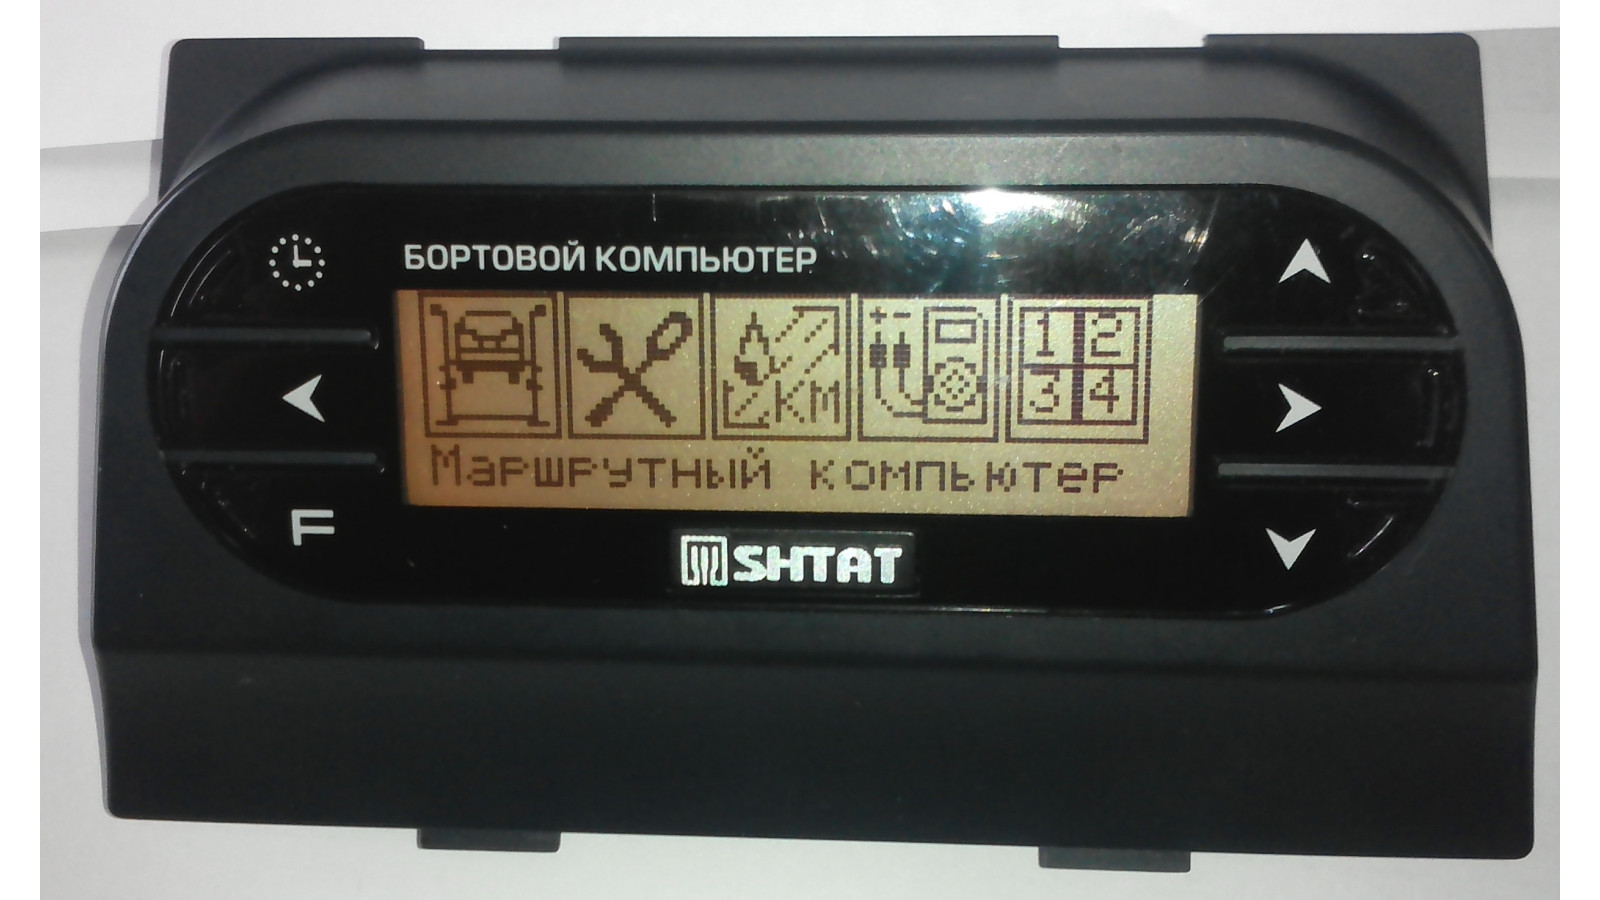 БОРТОВОЙ КОМПЬЮТЕР
+ -
1 2
КМ
3 4
Маршрутный компьютер
F
SHTAT